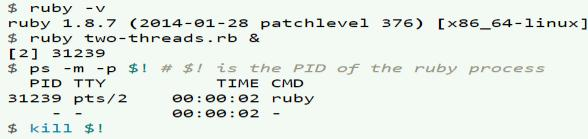 $ ruby -v
ruby 1.8.7 (2014-01-28 patchlevel 376) [x86_64-linux]
$ ruby two-threads.rb &
[2] 31239
$ ps -m -p $! # $! is the PID of the ruby process
  PID TTY          TIME CMD
31239 pts/2    00:00:02 ruby
    - -        00:00:02 -
$ kill $!